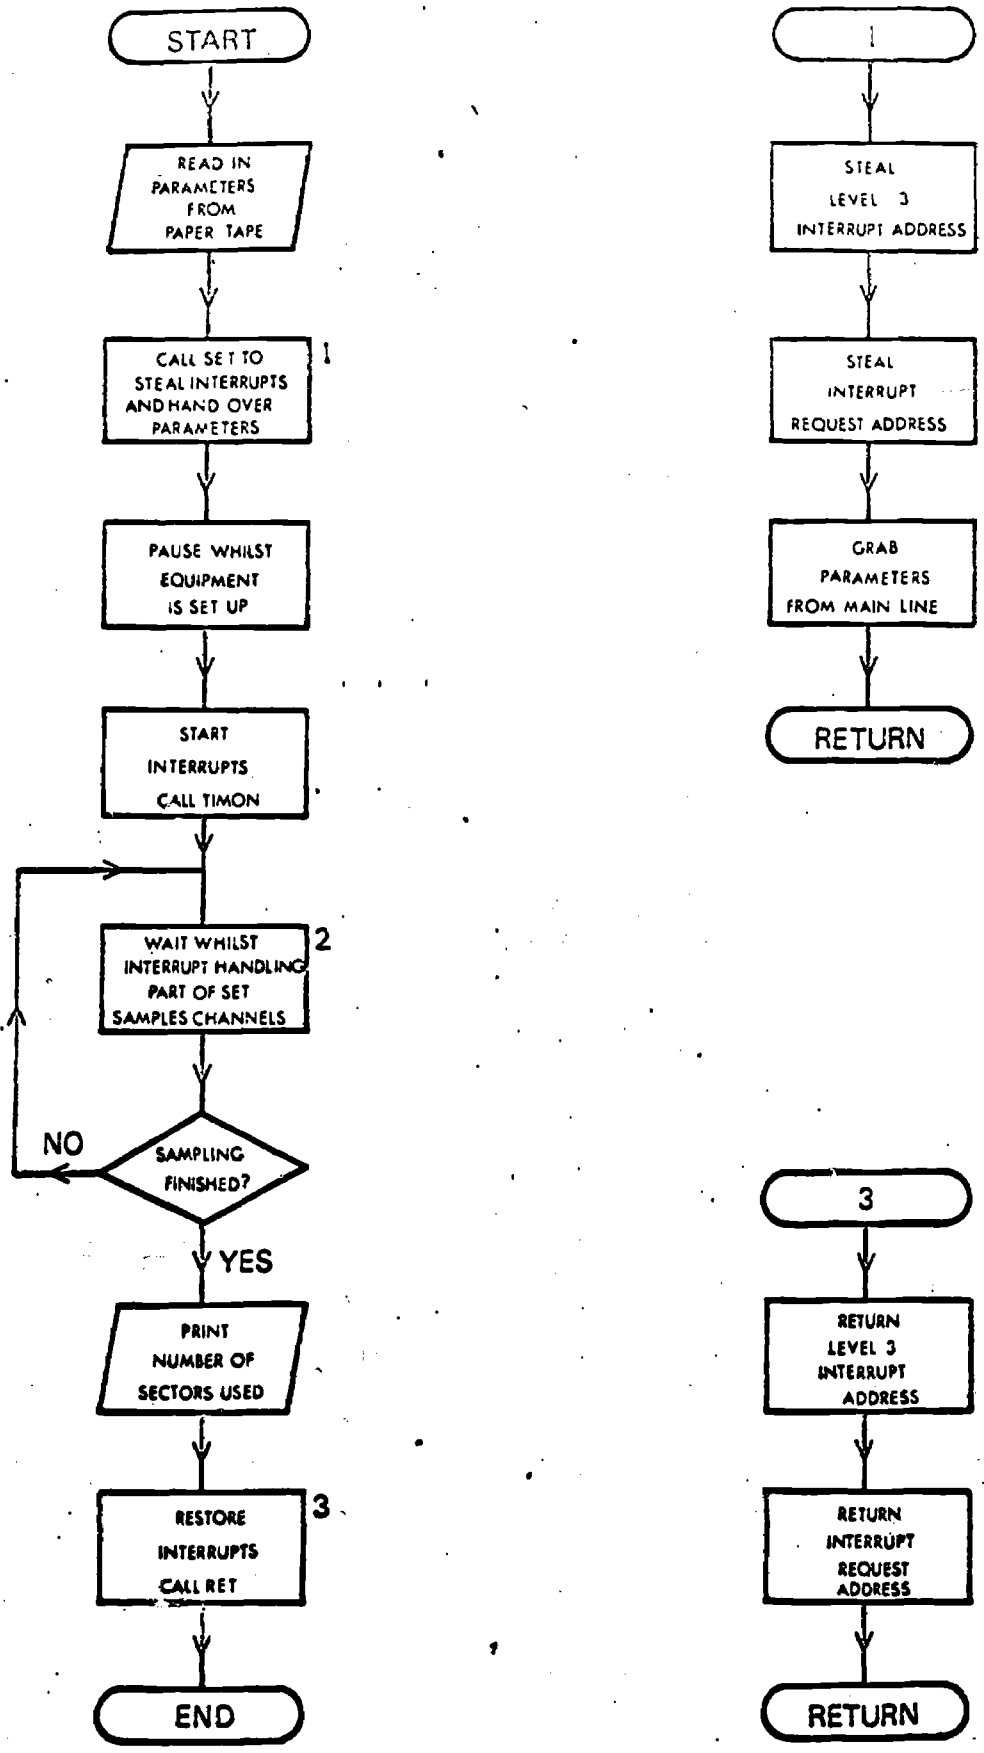 START
READ IN
PARAMETERS
FROM
PAPER TAPE
CALL SET TO
STEAL INTERRUPTS
AND HAND OVER
PARAMETERS
1
PAUSE WHILST
EQUIPMENT
IS SET UP
START
INTERRUPTS
CALL TIMON
WAIT WHILST
INTERRUPT HANDLING
PART OF SET
SAMPLES CHANNELS
2
SAMPLING
FINISHED?
NO
YES
PRINT
NUMBER OF
SECTORS USED
RESTORE
INTERRUPTS
CALL RET
3
END
1
STEAL
LEVEL 3
INTERRUPT ADDRESS
STEAL
INTERRUPT
REQUEST ADDRESS
GRAB
PARAMETERS
FROM MAIN LINE
RETURN
3
RETURN
LEVEL 3
INTERRUPT
ADDRESS
RETURN
INTERRUPT
REQUEST
ADDRESS
RETURN